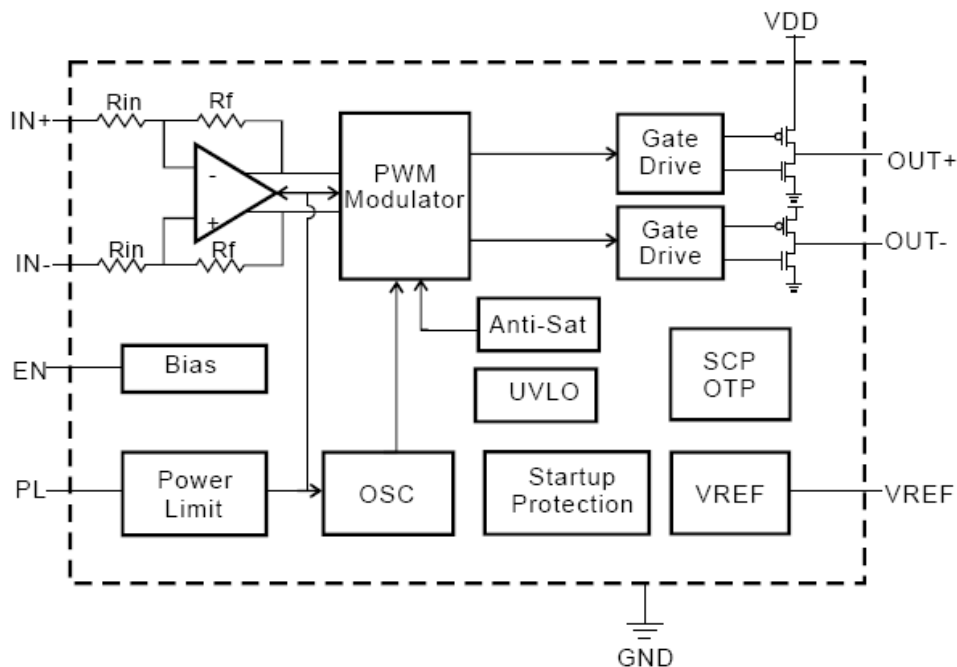 VDD
Rin
Rf
IN+
Gate
Drive
PWM
Modulator
-
OUT+
+
Rin
Rf
IN-
Gate
Drive
OUT-
Anti-Sat
EN
Bias
UVLO
SCP
OTP
PL
Power
Limit
OSC
Startup
Protection
VREF
VREF
GND